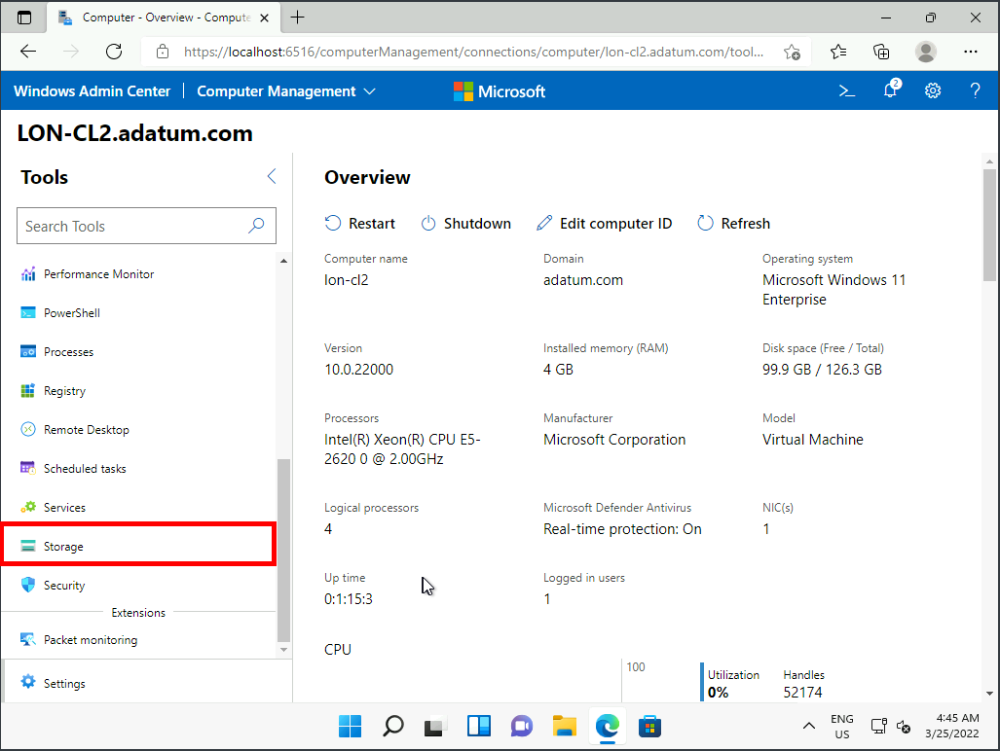 Computer - Overview - Compute
https://localhost:6516/computerManagement/connections/computer/lon-cl2.adatum.com/tool...
Windows Admin Center | Computer Management
Microsoft
2
?
LON-CL2.adatum.com
Tools
Search Tools
Performance Monitor
PowerShell
Processes
Registry
Remote Desktop
Scheduled tasks
Services
Storage
Security
Extensions
Packet monitoring
Settings
Overview
Restart
Shutdown
Edit computer ID
Refresh
Computer name
lon-cl2
Domain
adatum.com
Operating system
Microsoft Windows 11
Enterprise
Version
10.0.22000
Installed memory (RAM)
4 GB
Disk space (Free / Total)
99.9 GB / 126.3 GB
Processors
Intel(R) Xeon(R) CPU E5-
2620 0 @ 2.00GHz
Manufacturer
Microsoft Corporation
Model
Virtual Machine
Logical processors
4
Microsoft Defender Antivirus
Real-time protection: On
NIC(s)
1
Up time
0:1:15:3
Logged in users
1
CPU
100
Utilization
0%
Handles
52174
ENG
US
4:45 AM
3/25/2022